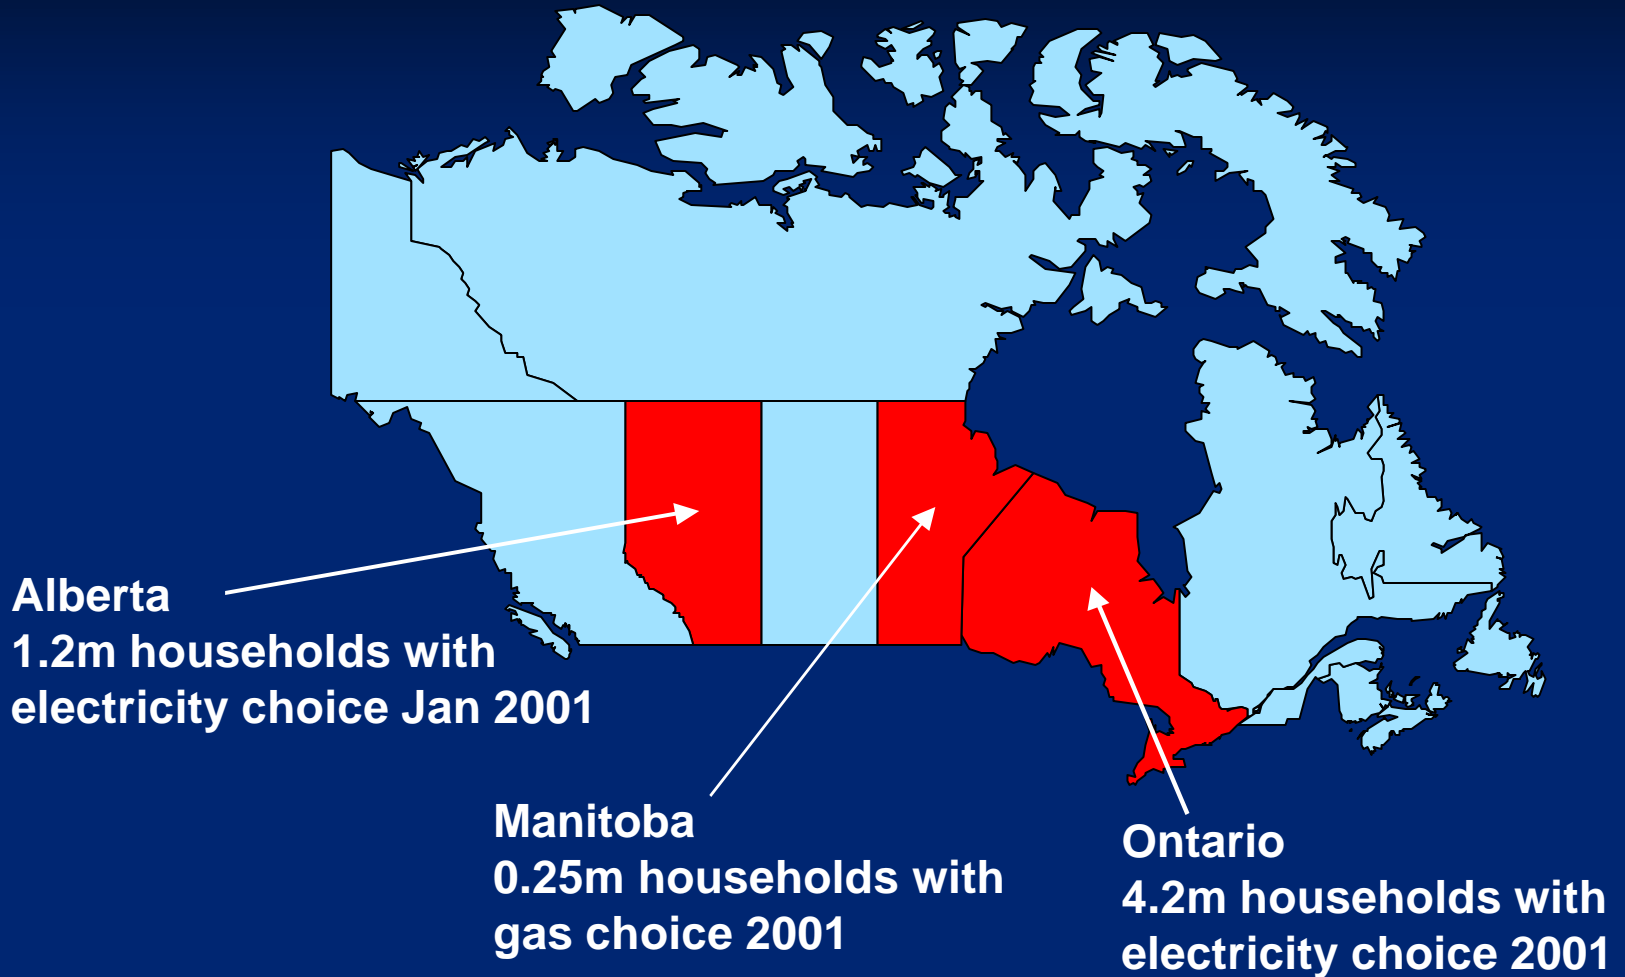 Alberta
1.2m households with
electricity choice Jan 2001
Manitoba
0.25m households with
gas choice 2001
Ontario
4.2m households with
electricity choice 2001